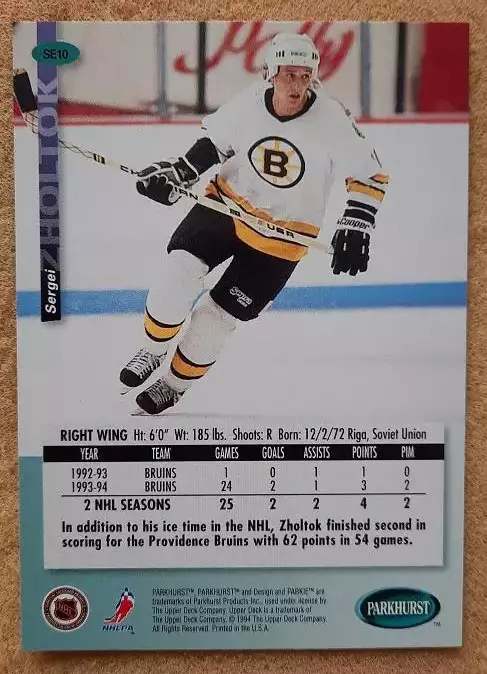 SE10
Sergei ZHOLTOK
B
CCM
USA
Cooper
RIGHT WING Ht: 6'0" Wt: 185 lbs. Shoots: R Born: 12/2/72 Riga, Soviet Union
YEAR TEAM GAMES GOALS ASSISTS POINTS PIM
1992-93 BRUINS 1 0 1 1 0
1993-94 BRUINS 24 2 1 3 2
2 NHL SEASONS 25 2 2 4 2
In addition to his ice time in the NHL, Zholtok finished second in
scoring for the Providence Bruins with 62 points in 54 games.
NHLPA
PARKHURST™, PARKHURST and Design and PARKIE™ are
trademarks of Parkhurst Products Inc., used under license by
The Upper Deck Company. Upper Deck is a trademark of
The Upper Deck Company. © 1994 The Upper Deck Company.
All Rights Reserved. Printed in the U.S.A.
PARKHURST
™